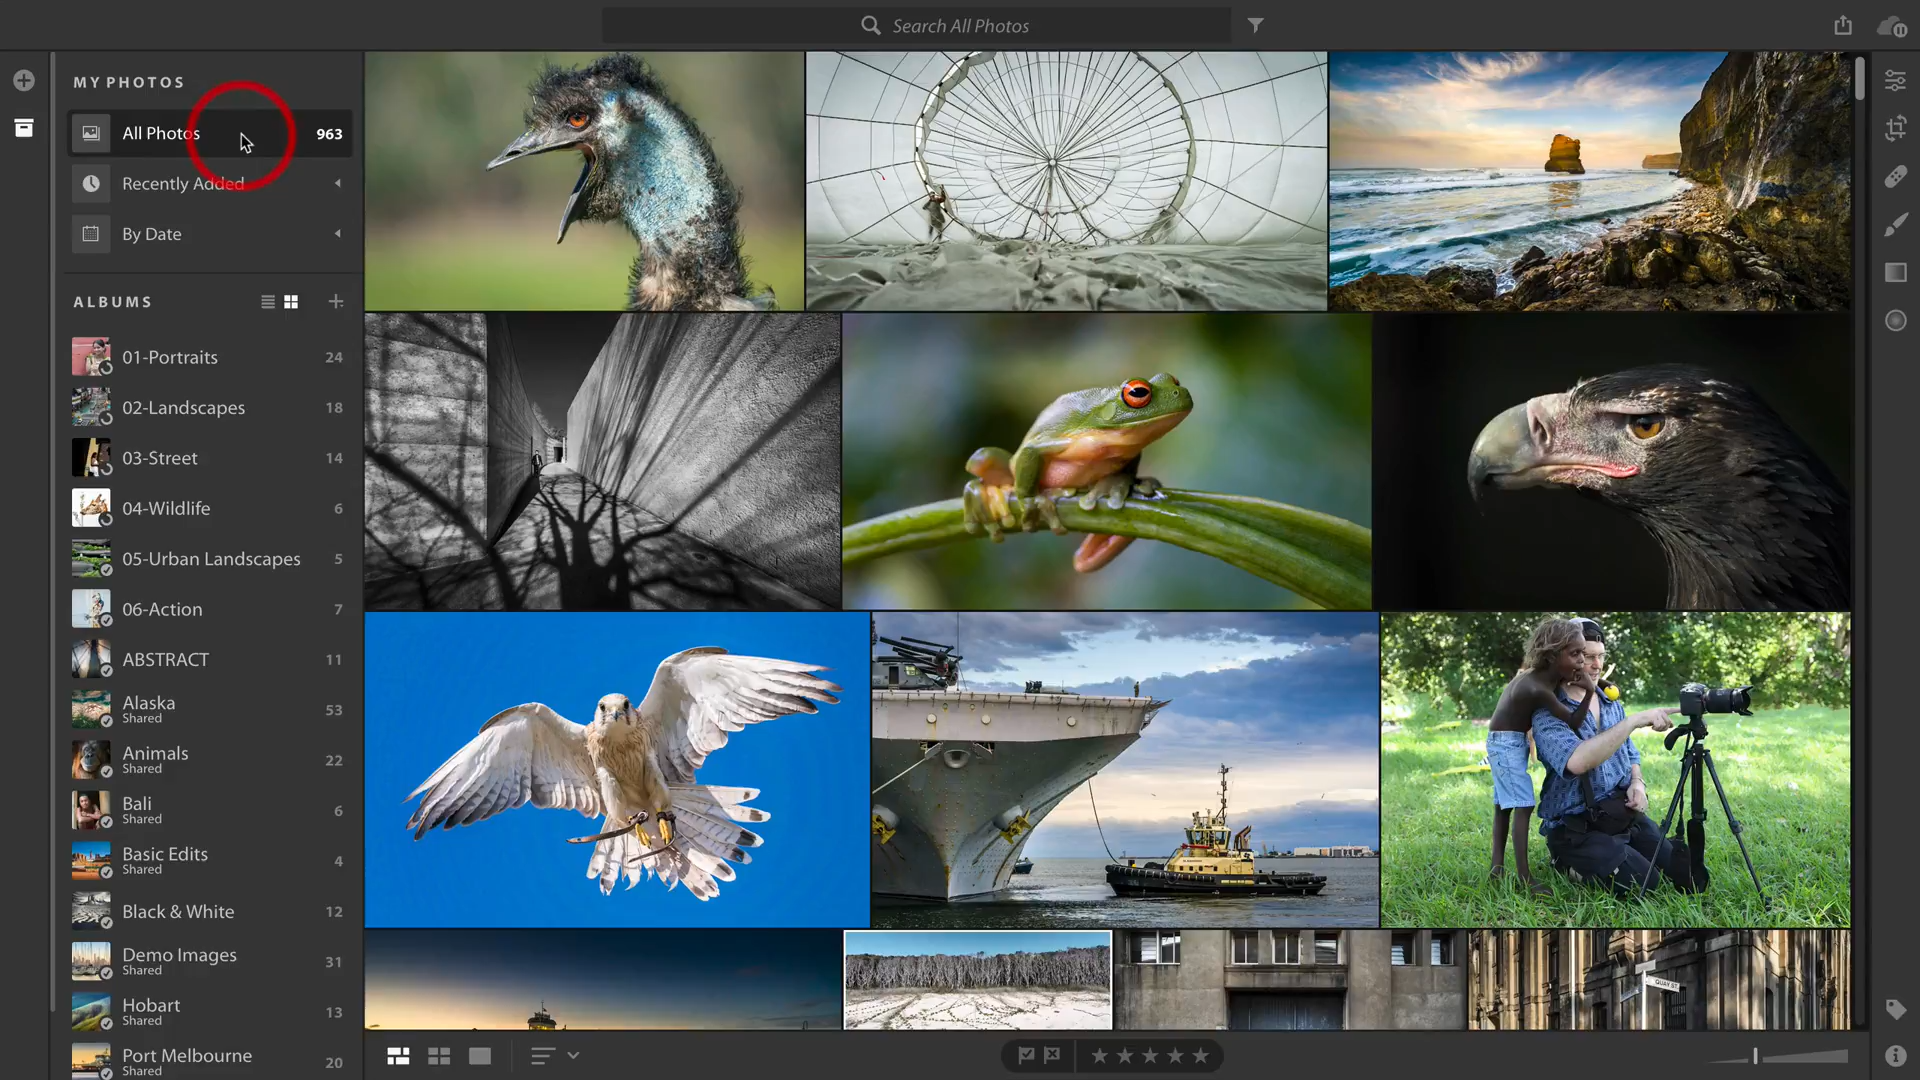 Search All Photos
MY PHOTOS
All Photos 963
Recently Added
By Date
ALBUMS
01-Portraits 24
02-Landscapes 18
03-Street 14
04-Wildlife 6
05-Urban Landscapes 5
06-Action 7
ABSTRACT 11
Alaska 53
Shared
Animals 22
Shared
Bali 6
Shared
Basic Edits 4
Shared
Black & White 12
Demo Images 31
Shared
Hobart 13
Shared
Port Melbourne 20
Shared
QUAY ST